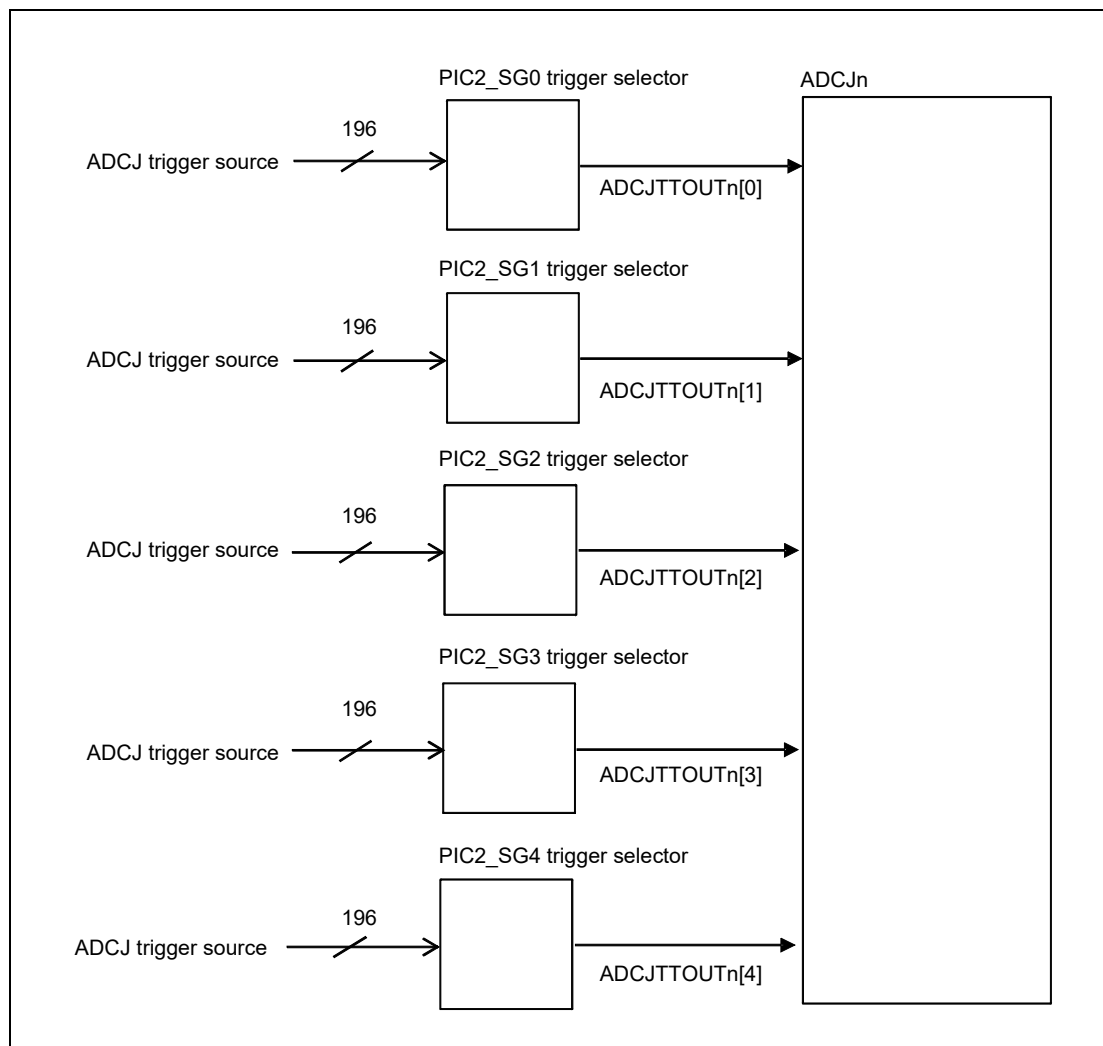 PIC2_SG0 trigger selector
ADCJn
196
ADCJ trigger source
ADCJTTOUTn[0]
PIC2_SG1 trigger selector
196
ADCJ trigger source
ADCJTTOUTn[1]
PIC2_SG2 trigger selector
196
ADCJ trigger source
ADCJTTOUTn[2]
PIC2_SG3 trigger selector
196
ADCJ trigger source
ADCJTTOUTn[3]
PIC2_SG4 trigger selector
196
ADCJ trigger source
ADCJTTOUTn[4]